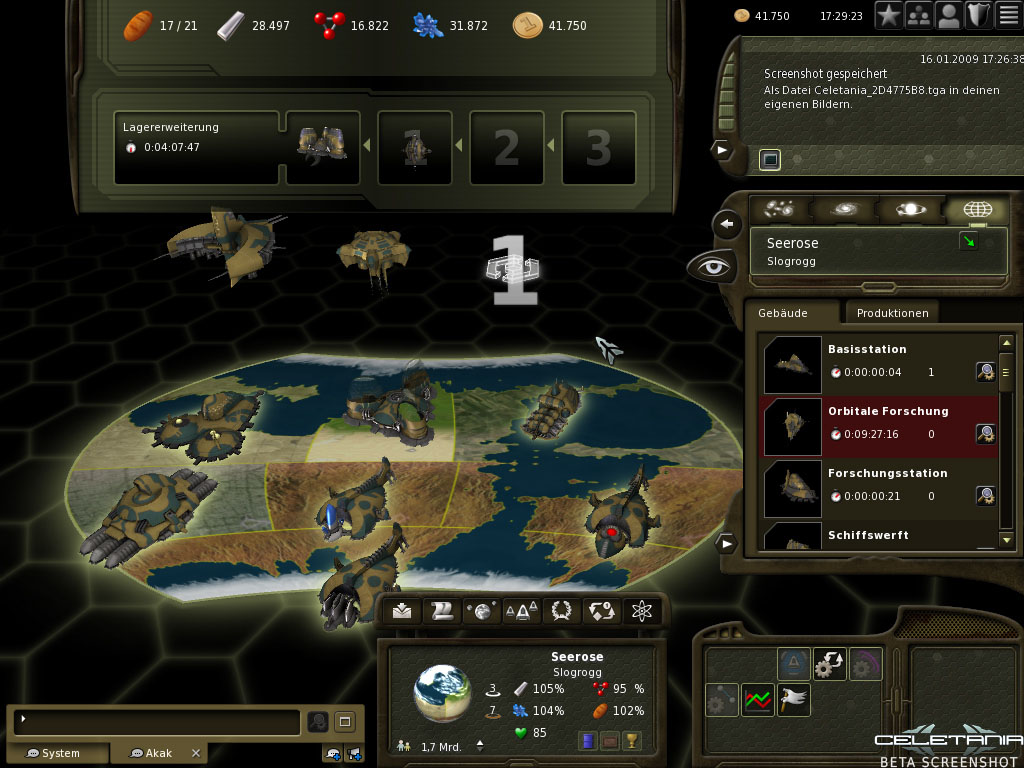 17 / 21 28.497 16.822 31.872 41.750
41.750 17:29:23
16.01.2009 17:26:38
Screenshot gespeichert
Als Datei Celetania_2D4775B8.tga in deinen
eigenen Bildern.
Lagererweiterung
0:04:07:47
1 2 3
1
Seerose
Slogrogg
Gebäude Produktionen
Basisstation
0:00:00:04 1
Orbitale Forschung
0:09:27:16 0
Forschungsstation
0:00:00:21 0
Schiffswerft
Seerose
Slogrogg
3 105% 95 %
7 104% 102%
85
1,7 Mrd.
System Akak
CELETANIA
BETA SCREENSHOT